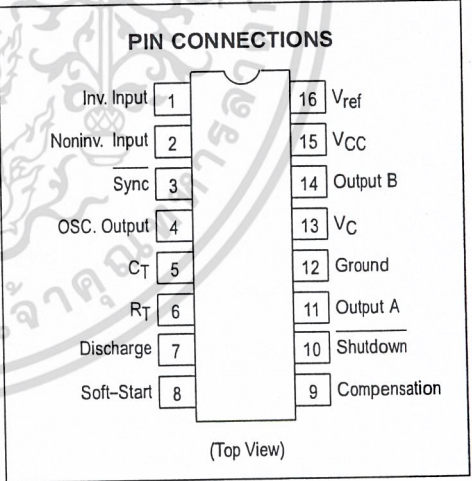 PIN CONNECTIONS
Inv. Input 1
Noninv. Input 2
Sync 3
OSC. Output 4
CT 5
RT 6
Discharge 7
Soft–Start 8
16 Vref
15 VCC
14 Output B
13 VC
12 Ground
11 Output A
10 Shutdown
9 Compensation
(Top View)